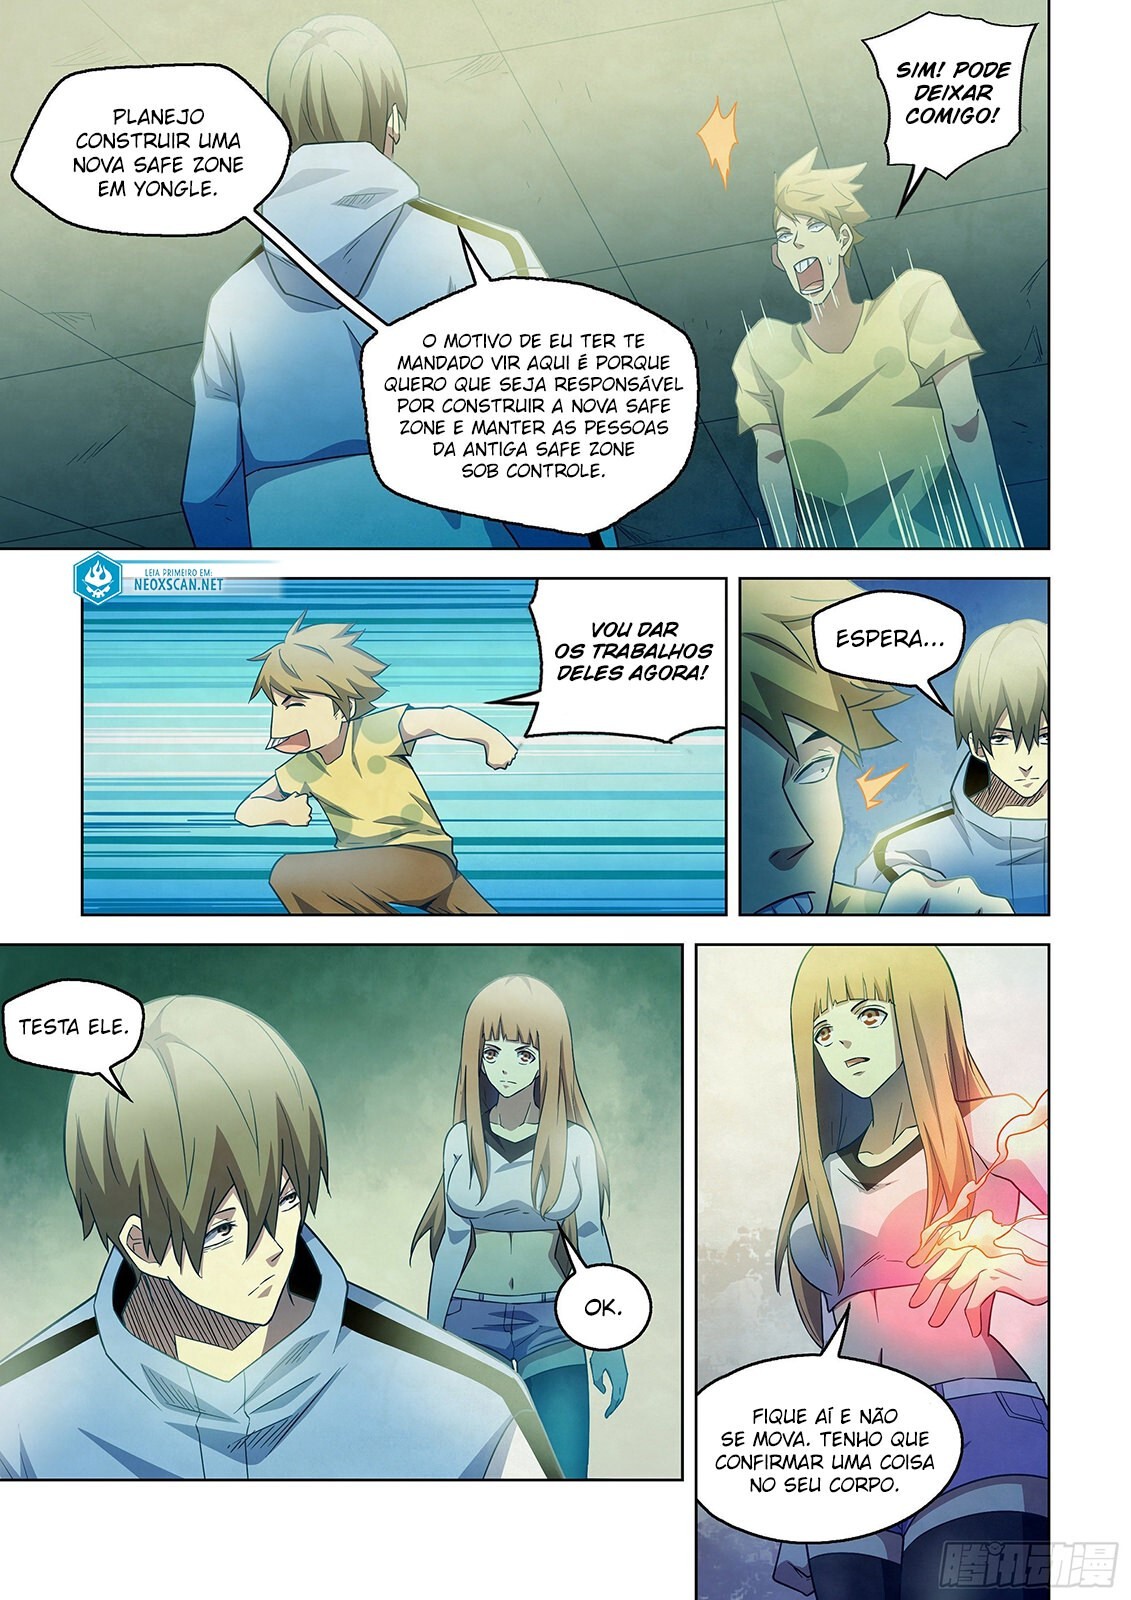 PLANEJO
CONSTRUIR UMA
NOVA SAFE ZONE
EM YONGLE.
SIM! PODE
DEIXAR
COMIGO!
O MOTIVO DE EU TER TE
MANDADO VIR AQUI É PORQUE
QUERO QUE SEJA RESPONSÁVEL
POR CONSTRUIR A NOVA SAFE
ZONE E MANTER AS PESSOAS
DA ANTIGA SAFE ZONE
SOB CONTROLE.
LEIA PRIMEIRO EM:
NEOXSCAN.NET
VOU DAR
OS TRABALHOS
DELES AGORA!
ESPERA...
TESTA ELE.
OK.
FIQUE AÍ E NÃO
SE MOVA. TENHO QUE
CONFIRMAR UMA COISA
NO SEU CORPO.
腾讯动漫